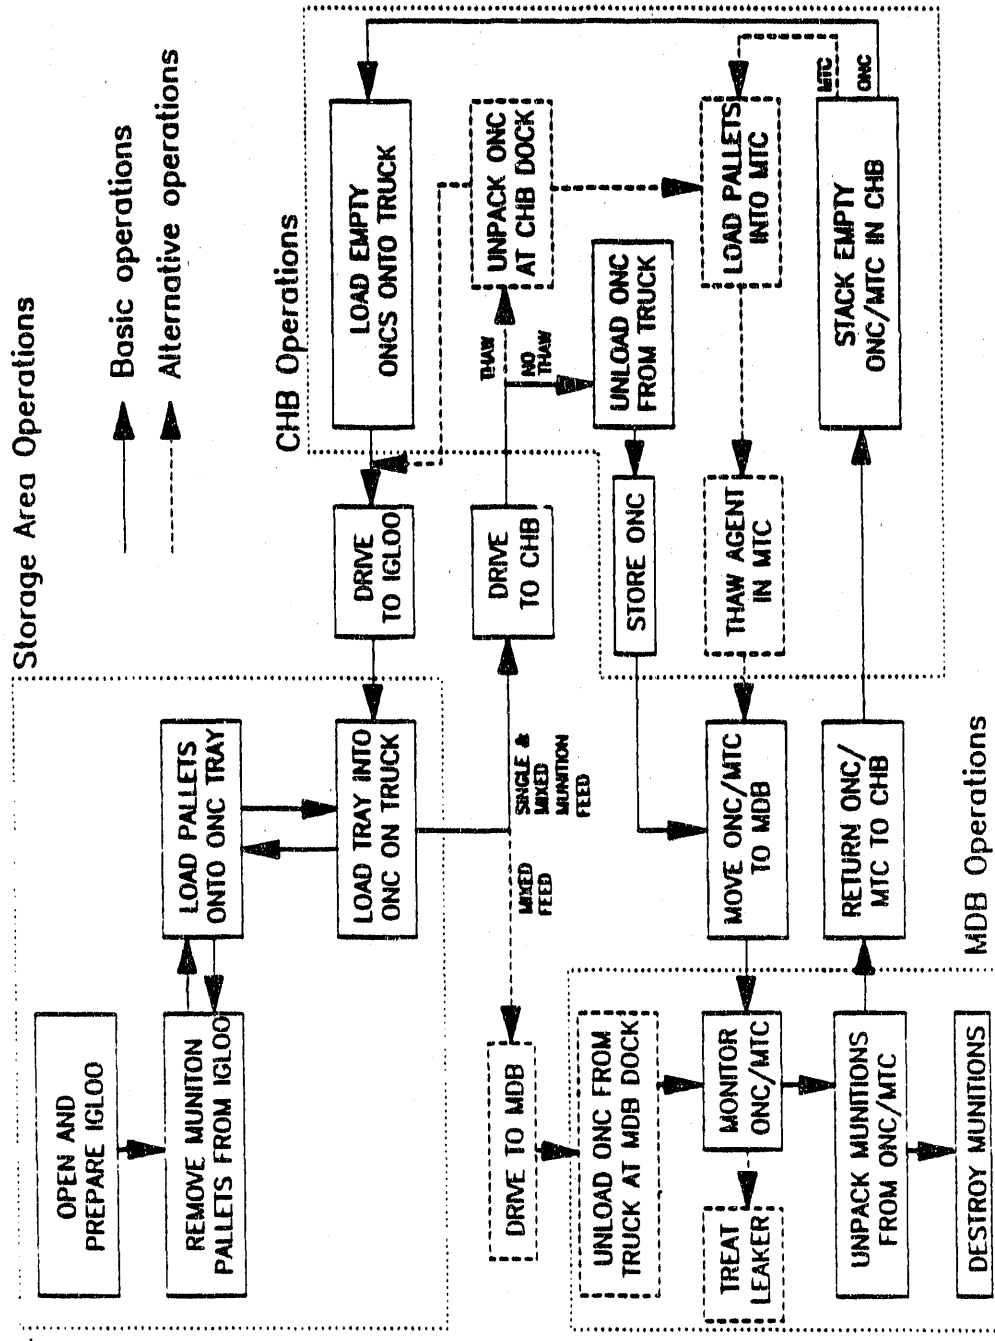 Storage Area Operations
Basic operations
Alternative operations
OPEN AND
PREPARE IGLOO
REMOVE MUNITON
PALLETS FROM IGLOO
LOAD PALLETS
ONTO ONC TRAY
LOAD TRAY INTO
ONC ON TRUCK
DRIVE
TO IGLOO
CHB Operations
LOAD EMPTY
ONCS ONTO TRUCK
MIXED
FEED
SINGLE &
MIXED
MUNITION
FEED
DRIVE
TO CHB
THAW
NO
THAW
UNPACK ONC
AT CHB DOCK
UNLOAD ONC
FROM TRUCK
STORE ONC
LOAD PALLETS
INTO MTC
THAW AGENT
IN MTC
MTC
ONC
STACK EMPTY
ONC/MTC IN CHB
DRIVE TO MDB
UNLOAD ONC FROM
TRUCK AT MDB DOCK
MOVE ONC/MTC
TO MDB
MONITOR
ONC/MTC
TREAT
LEAKER
UNPACK MUNITIONS
FROM ONC/MTC
RETURN ONC/
MTC TO CHB
DESTROY MUNITIONS
MDB Operations